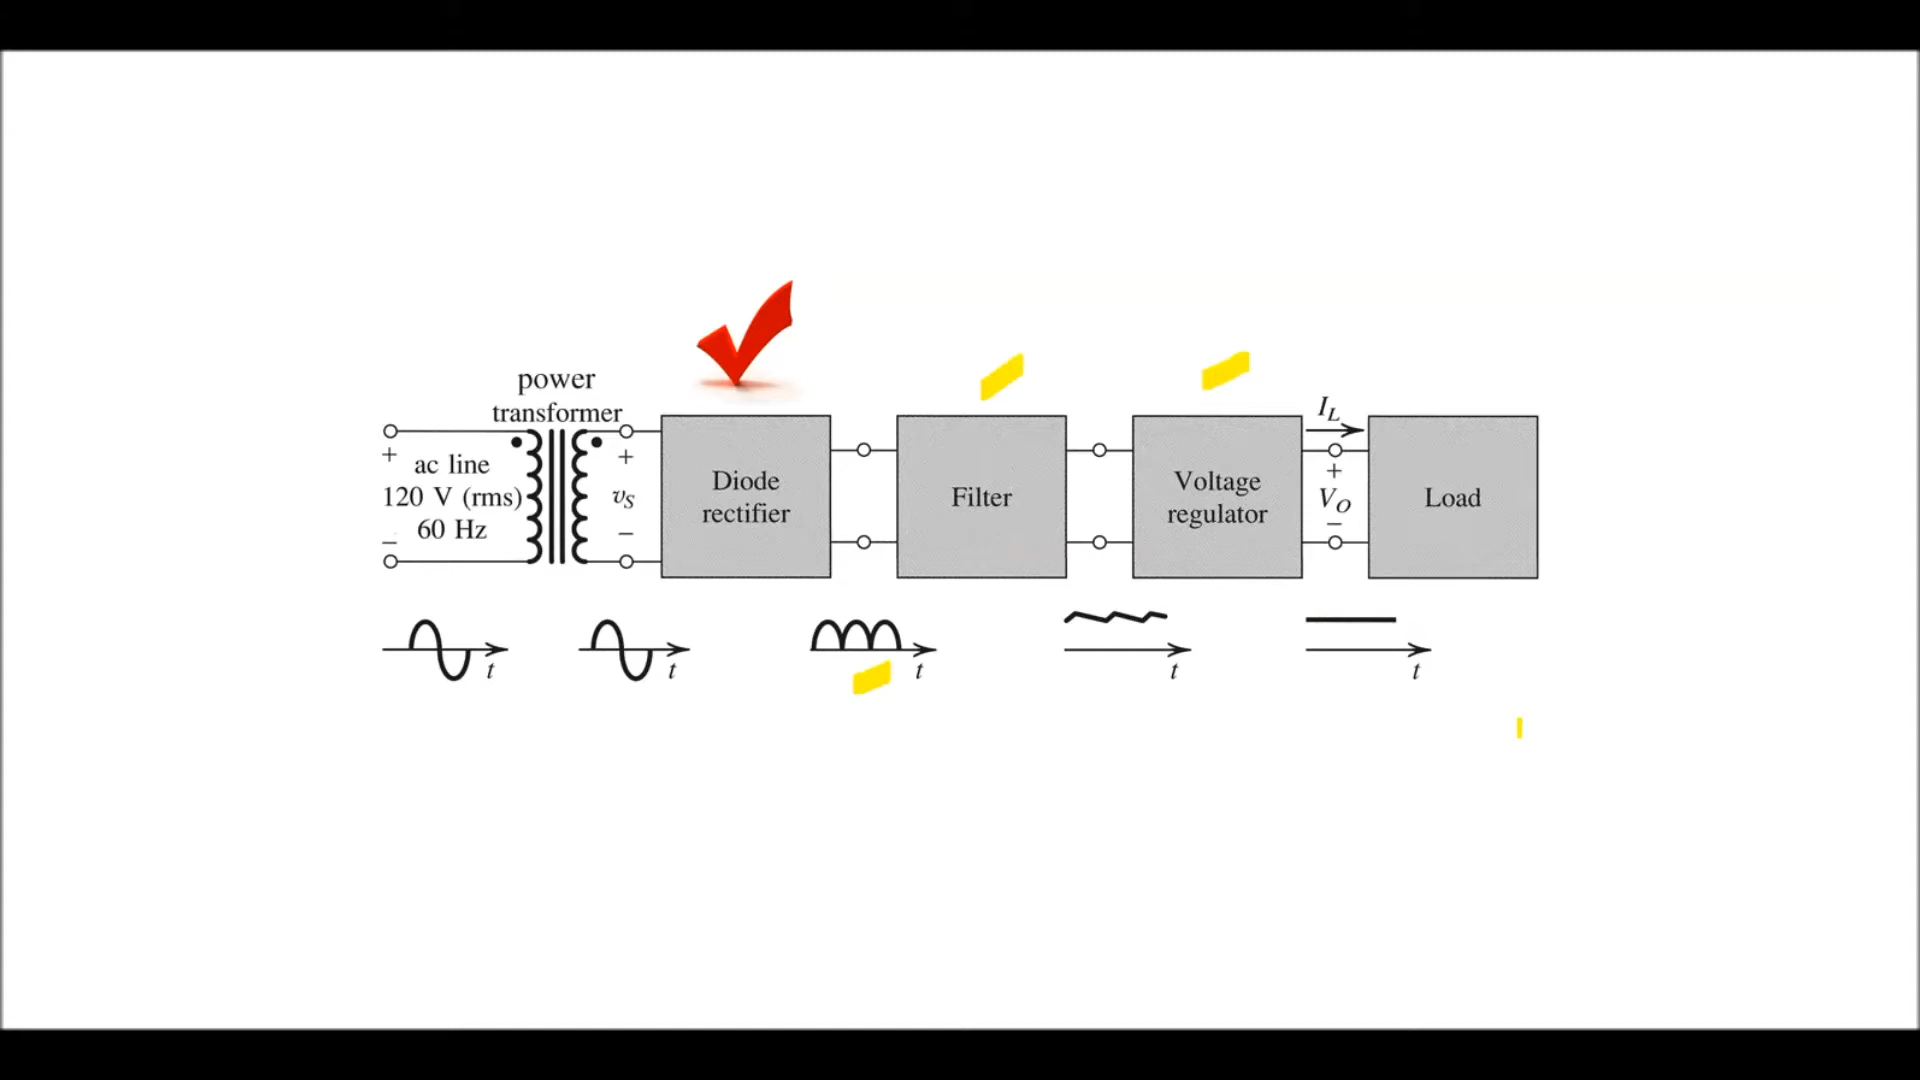 power
transformer
+
ac line
120 V (rms)
60 Hz
−
+
vS
−
Diode
rectifier
Filter
Voltage
regulator
IL
+
VO
−
Load
t
t
t
t
t